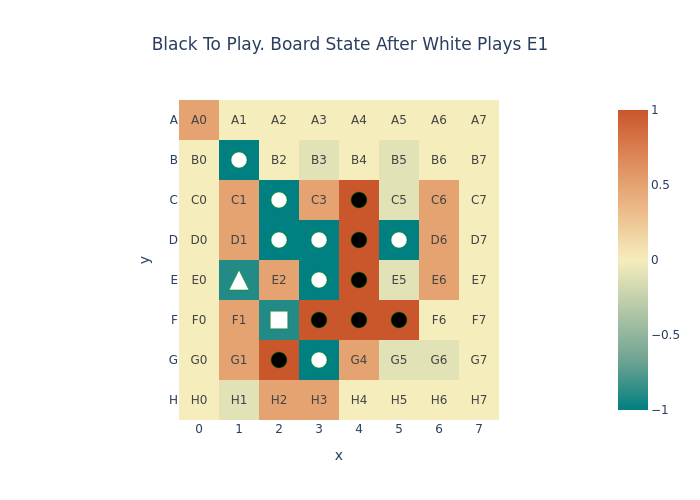 Black To Play. Board State After White Plays E1
A A0 A1 A2 A3 A4 A5 A6 A7
B B0 B2 B3 B4 B5 B6 B7
C C0 C1 C3 C5 C6 C7
D D0 D1 D6 D7
E E0 E2 E5 E6 E7
F F0 F1 F6 F7
G G0 G1 G4 G5 G6 G7
H H0 H1 H2 H3 H4 H5 H6 H7
0 1 2 3 4 5 6 7
x
y
1
0.5
0
−0.5
−1